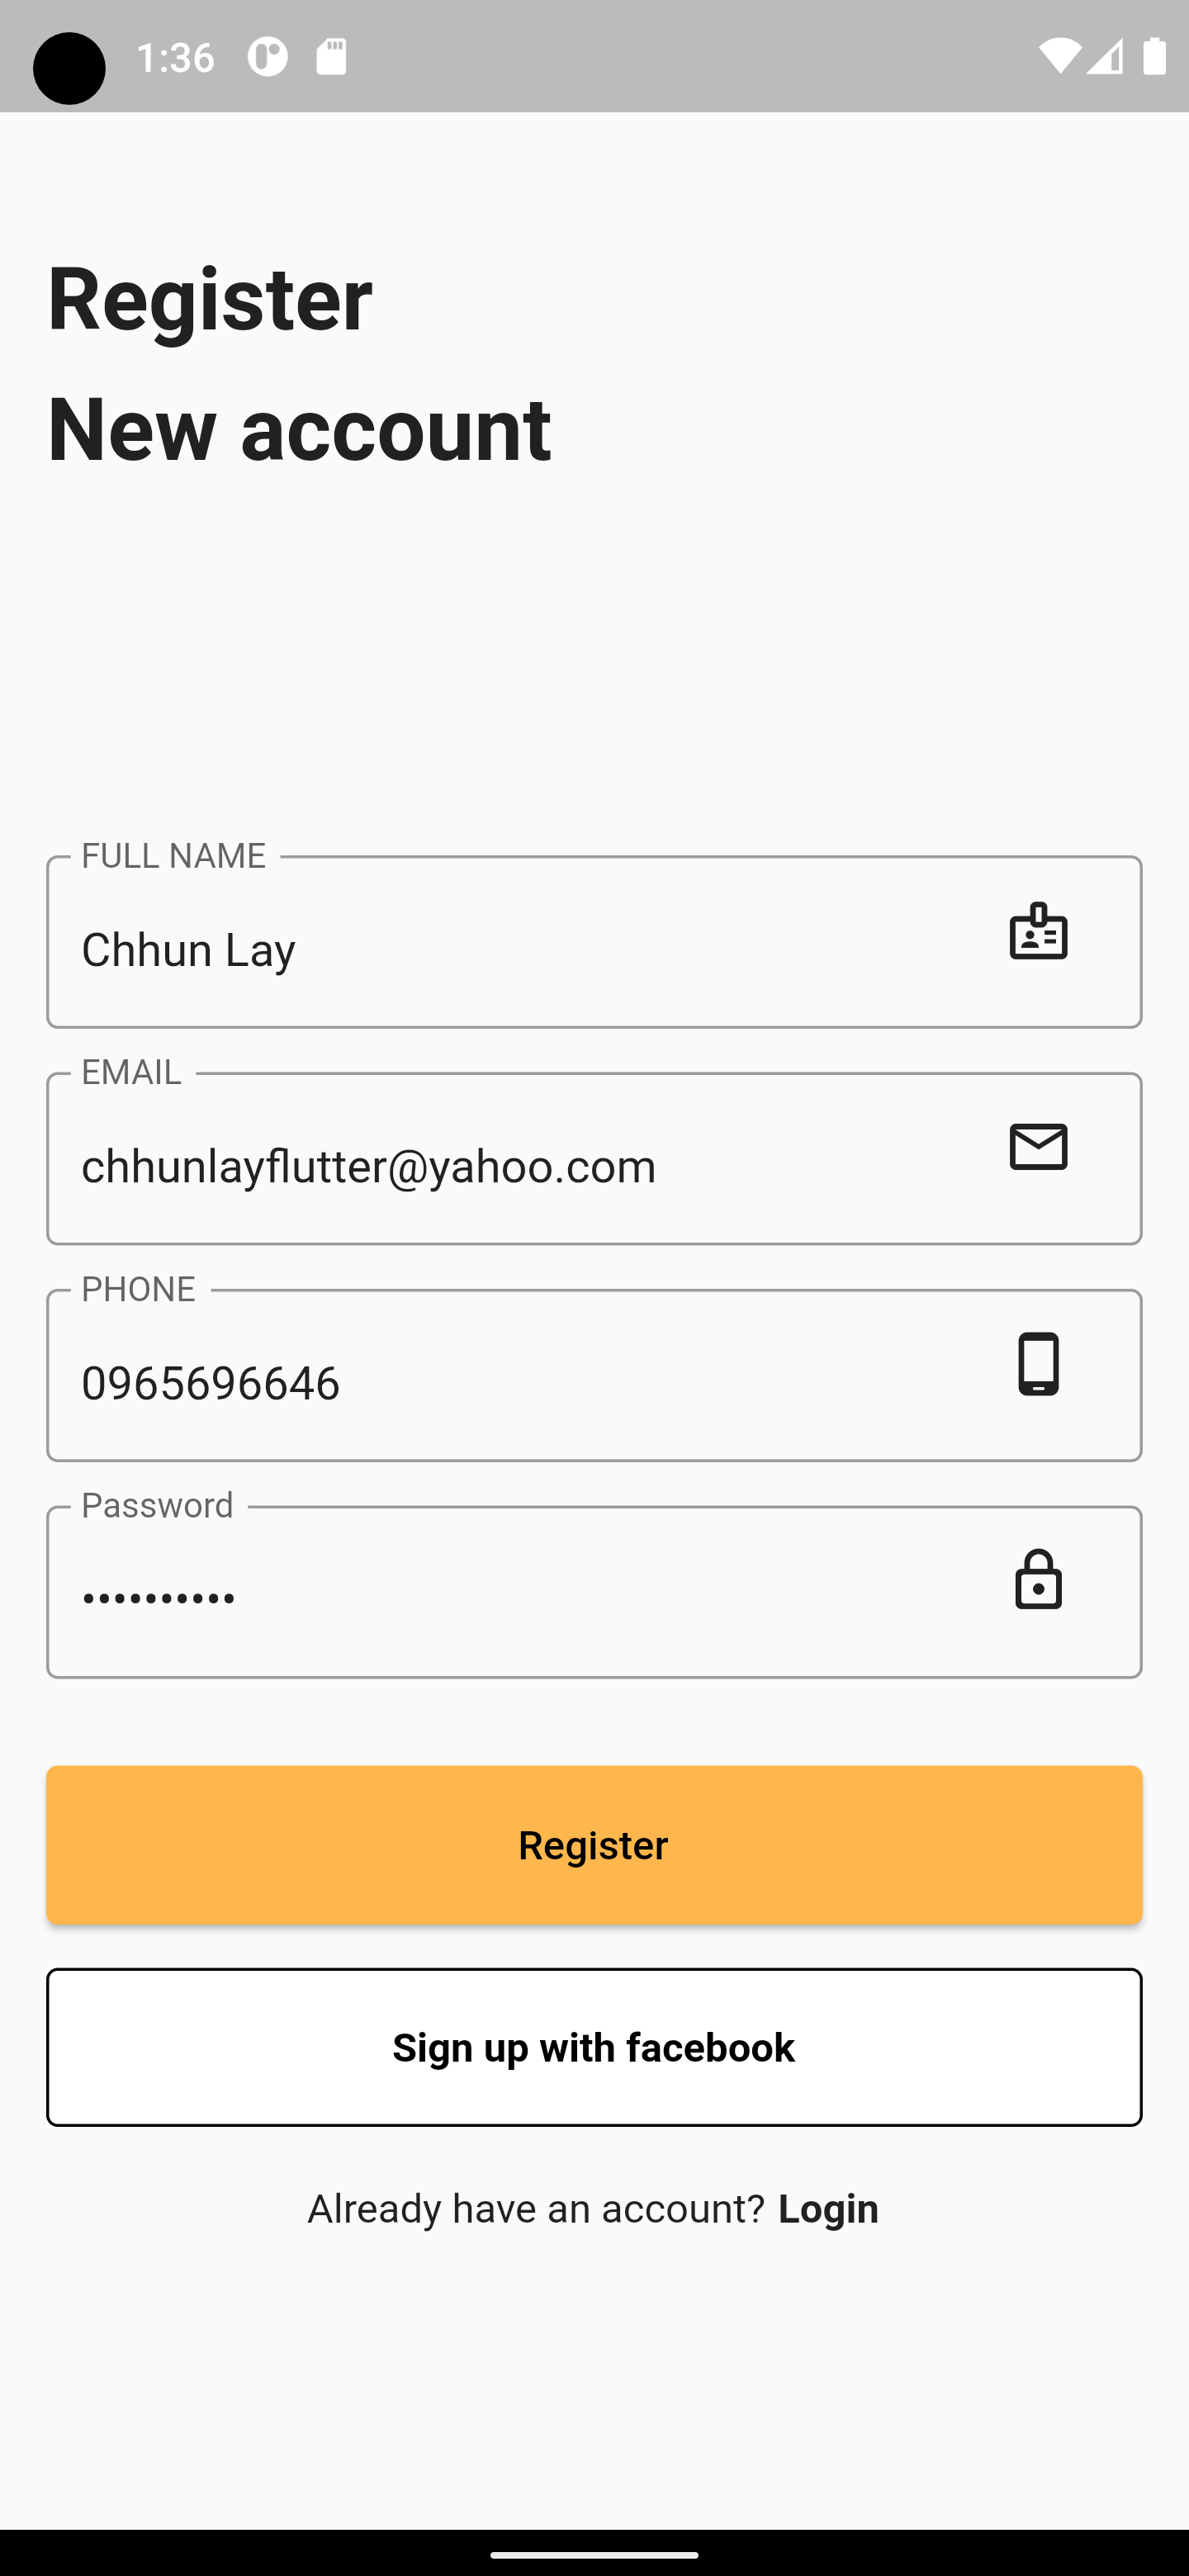 1:36
Register
New account
FULL NAME
Chhun Lay
EMAIL
chhunlayflutter@yahoo.com
PHONE
0965696646
Password
••••••••••
Register
Sign up with facebook
Already have an account? Login